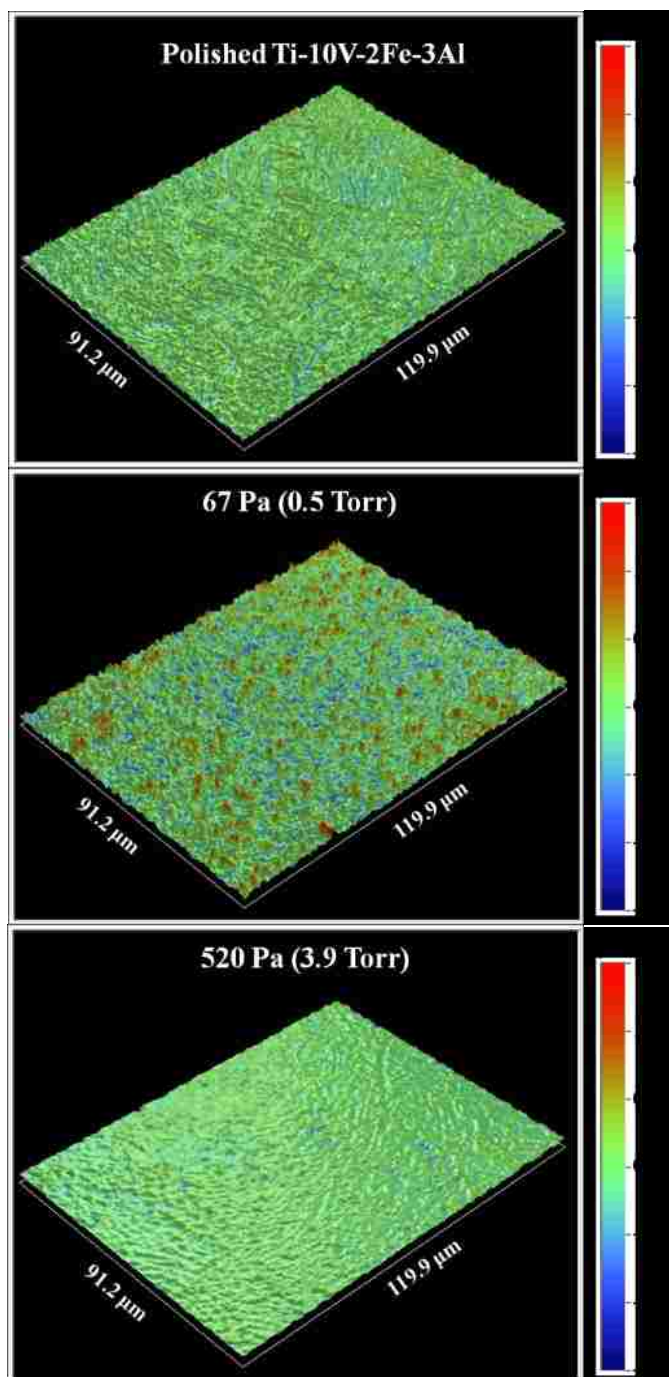 Polished Ti-10V-2Fe-3Al
91.2 µm
119.9 µm
67 Pa (0.5 Torr)
91.2 µm
119.9 µm
520 Pa (3.9 Torr)
91.2 µm
119.9 µm